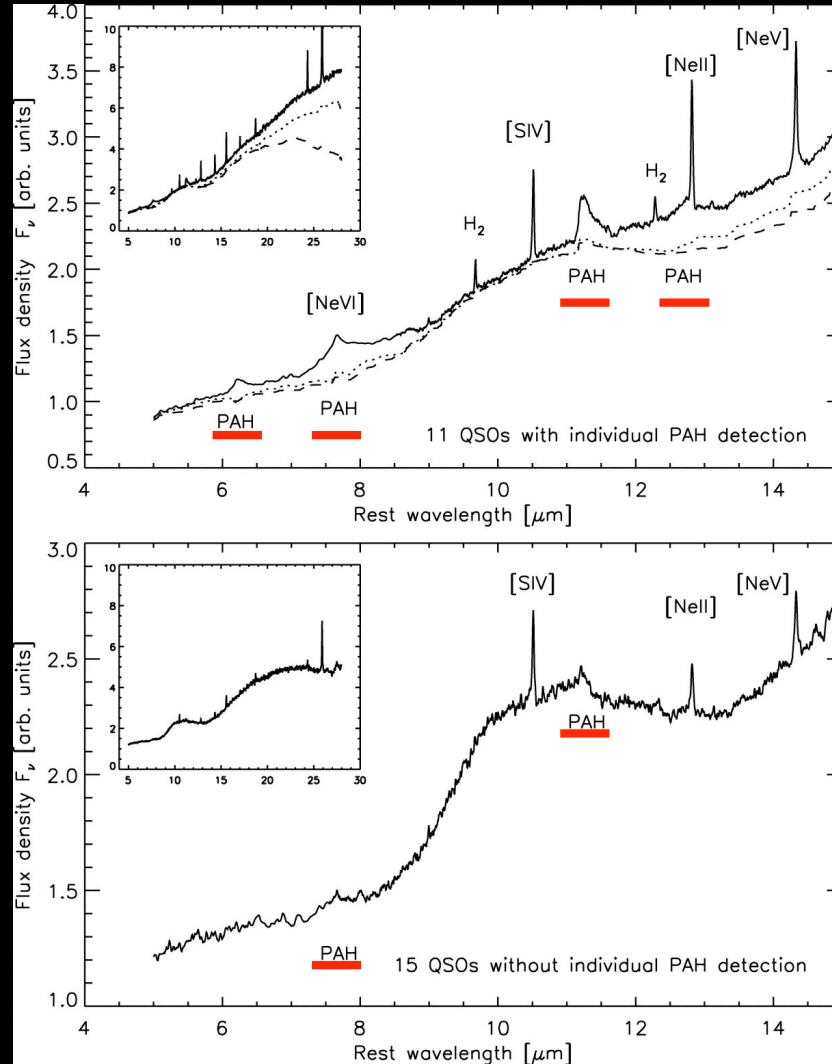 4.0
3.5
3.0
2.5
2.0
1.5
1.0
0.5
Flux density Fν [arb. units]
10
8
6
4
2
0
5 10 15 20 25 30
[NeV]
[NeII]
[SIV]
H2
H2
[NeVI]
PAH PAH
PAH PAH
11 QSOs with individual PAH detection
4 6 8 10 12 14
Rest wavelength [μm]
3.0
2.5
2.0
1.5
1.0
Flux density Fν [arb. units]
10
8
6
4
2
0
5 10 15 20 25 30
[SIV] [NeII] [NeV]
PAH
PAH
15 QSOs without individual PAH detection
4 6 8 10 12 14
Rest wavelength [μm]